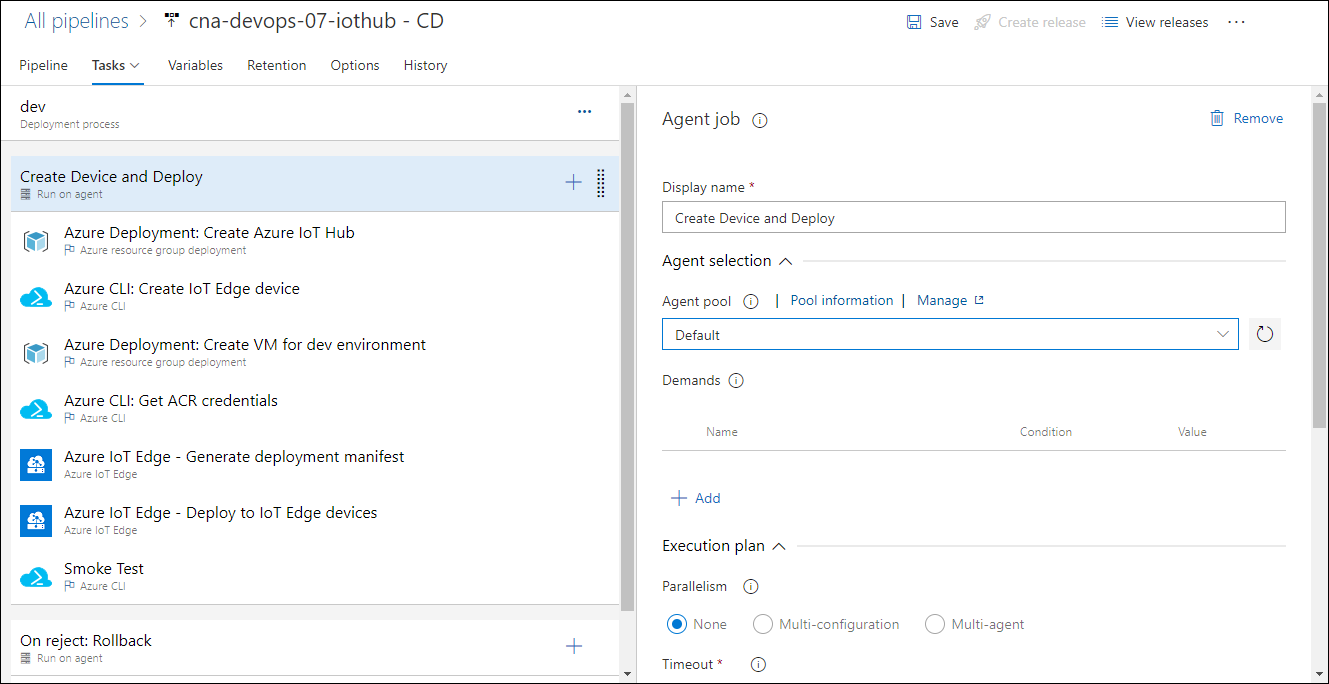 All pipelines > cna-devops-07-iothub - CD
Save Create release View releases ...
Pipeline Tasks Variables Retention Options History
dev
Deployment process
Create Device and Deploy
Run on agent
Azure Deployment: Create Azure IoT Hub
Azure resource group deployment
Azure CLI: Create IoT Edge device
Azure CLI
Azure Deployment: Create VM for dev environment
Azure resource group deployment
Azure CLI: Get ACR credentials
Azure CLI
Azure IoT Edge - Generate deployment manifest
Azure IoT Edge
Azure IoT Edge - Deploy to IoT Edge devices
Azure IoT Edge
Smoke Test
Azure CLI
On reject: Rollback
Run on agent
Agent job
Remove
Display name *
Create Device and Deploy
Agent selection
Agent pool | Pool information | Manage
Default
Demands
Name Condition Value
Add
Execution plan
Parallelism
None Multi-configuration Multi-agent
Timeout *